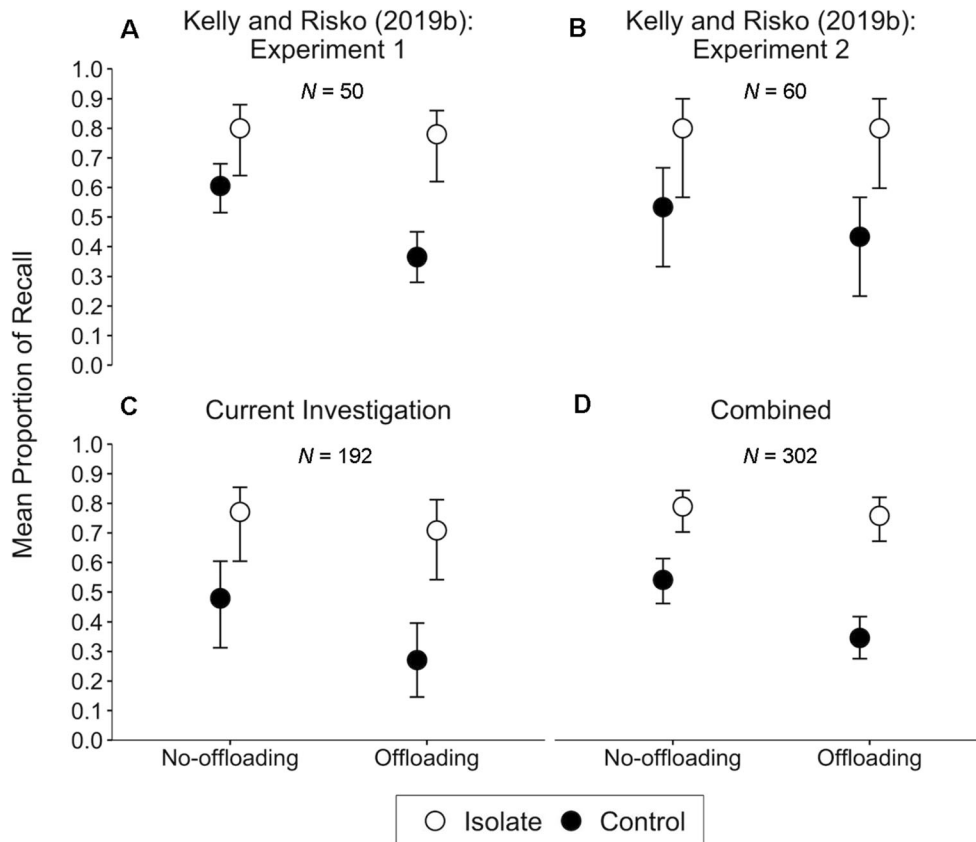 A
Kelly and Risko (2019b):
Experiment 1
B
Kelly and Risko (2019b):
Experiment 2
Mean Proportion of Recall
1.0
0.9
0.8
0.7
0.6
0.5
0.4
0.3
0.2
0.1
0.0
N = 50
N = 60
C
Current Investigation
D
Combined
1.0
0.9
0.8
0.7
0.6
0.5
0.4
0.3
0.2
0.1
0.0
N = 192
N = 302
No-offloading
Offloading
No-offloading
Offloading
Isolate
Control